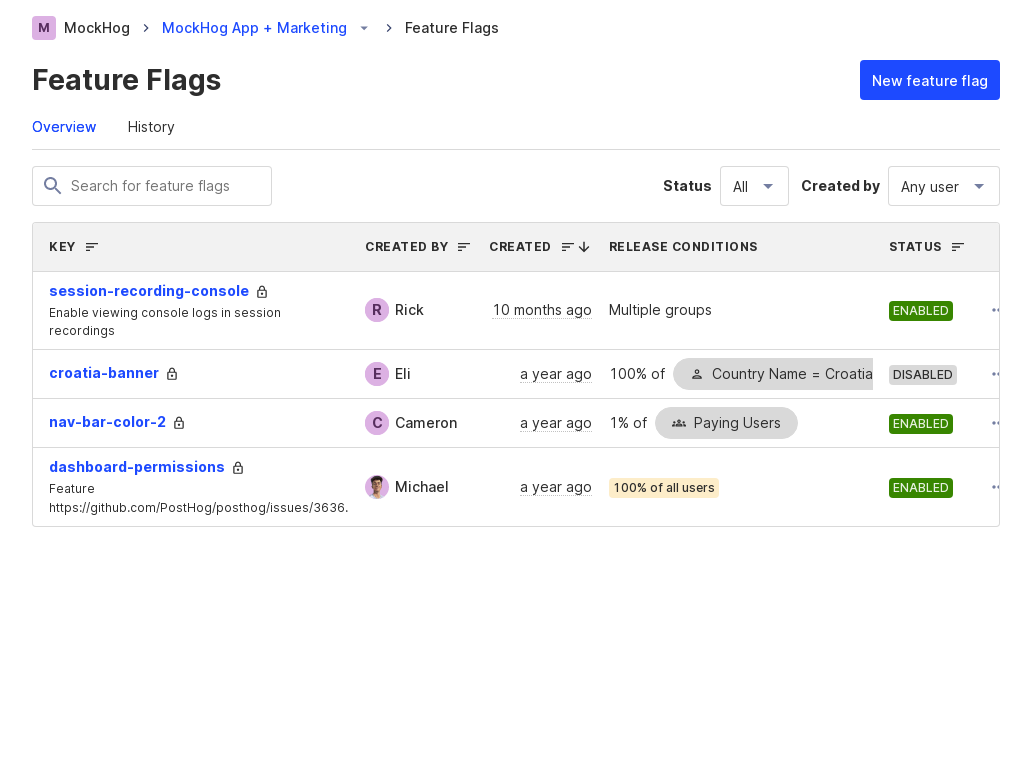 M MockHog MockHog App + Marketing Feature Flags
Feature Flags
New feature flag
Overview History
Search for feature flags Status All Created by Any user
KEY CREATED BY CREATED RELEASE CONDITIONS STATUS
session-recording-console
Enable viewing console logs in session
recordings
R Rick 10 months ago Multiple groups ENABLED
croatia-banner E Eli a year ago 100% of Country Name = Croatia DISABLED
nav-bar-color-2 C Cameron a year ago 1% of Paying Users ENABLED
dashboard-permissions
Feature
https://github.com/PostHog/posthog/issues/3636.
Michael a year ago 100% of all users ENABLED